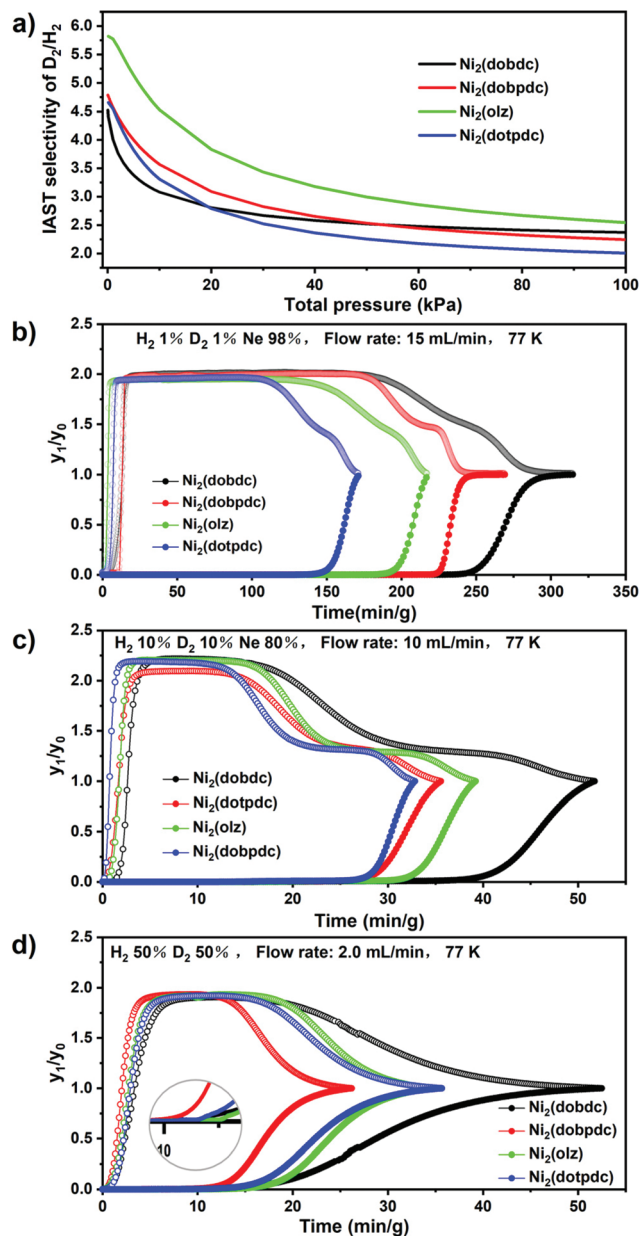 a)
IAST selectivity of D2/H2
6.0
5.5
5.0
4.5
4.0
3.5
3.0
2.5
2.0
Ni2(dobdc)
Ni2(dobpdc)
Ni2(olz)
Ni2(dotpdc)
0 20 40 60 80 100
Total pressure (kPa)
b)
H2 1% D2 1% Ne 98%, Flow rate: 15 mL/min, 77 K
y1/y0
2.5
2.0
1.5
1.0
0.5
0.0
Ni2(dobdc)
Ni2(dobpdc)
Ni2(olz)
Ni2(dotpdc)
0 50 100 150 200 250 300 350
Time(min/g)
c)
H2 10% D2 10% Ne 80%, Flow rate: 10 mL/min, 77 K
y1/y0
2.5
2.0
1.5
1.0
0.5
0.0
Ni2(dobdc)
Ni2(dotpdc)
Ni2(olz)
Ni2(dobpdc)
0 10 20 30 40 50
Time (min/g)
d)
H2 50% D2 50%, Flow rate: 2.0 mL/min, 77 K
y1/y0
2.5
2.0
1.5
1.0
0.5
0.0
10
Ni2(dobdc)
Ni2(dobpdc)
Ni2(olz)
Ni2(dotpdc)
0 5 10 15 20 25 30 35 40 45 50 55
Time (min/g)